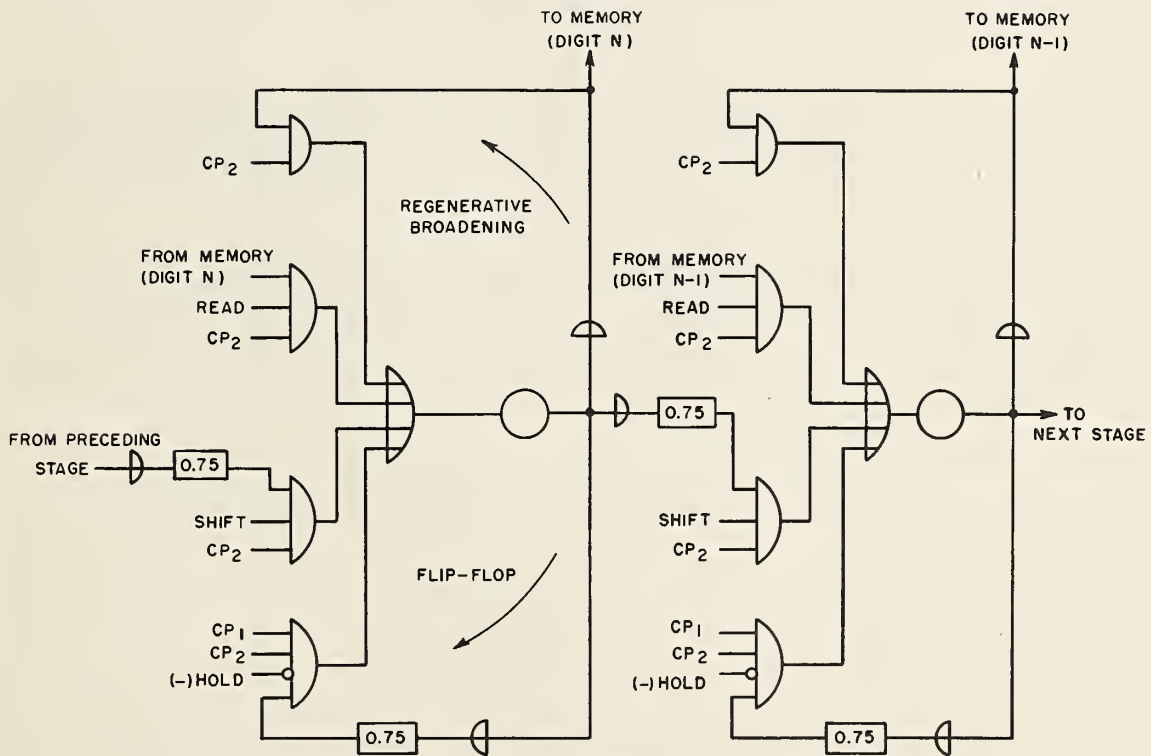 TO MEMORY
(DIGIT N)
TO MEMORY
(DIGIT N-1)
CP2
REGENERATIVE
BROADENING
CP2
FROM MEMORY
(DIGIT N)
READ
CP2
FROM MEMORY
(DIGIT N-1)
READ
CP2
FROM PRECEDING
STAGE
0.75
SHIFT
CP2
0.75
SHIFT
CP2
TO
NEXT STAGE
FLIP-FLOP
CP1
CP2
(-)HOLD
0.75
CP1
CP2
(-)HOLD
0.75